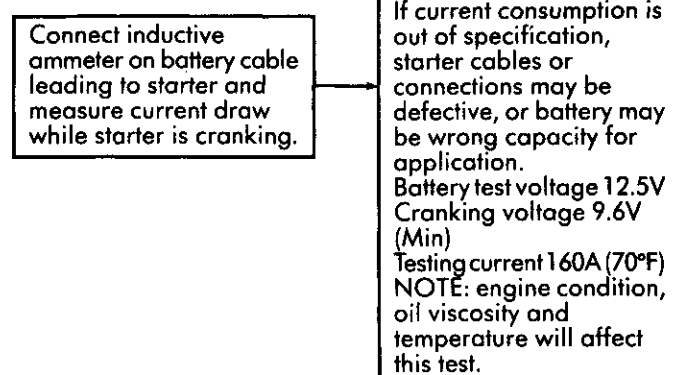 Connect inductive
ammeter on battery cable
leading to starter and
measure current draw
while starter is cranking.
If current consumption is
out of specification,
starter cables or
connections may be
defective, or battery may
be wrong capacity for
application.
Battery test voltage 12.5V
Cranking voltage 9.6V
(Min)
Testing current 160A (70°F)
NOTE: engine condition,
oil viscosity and
temperature will affect
this test.